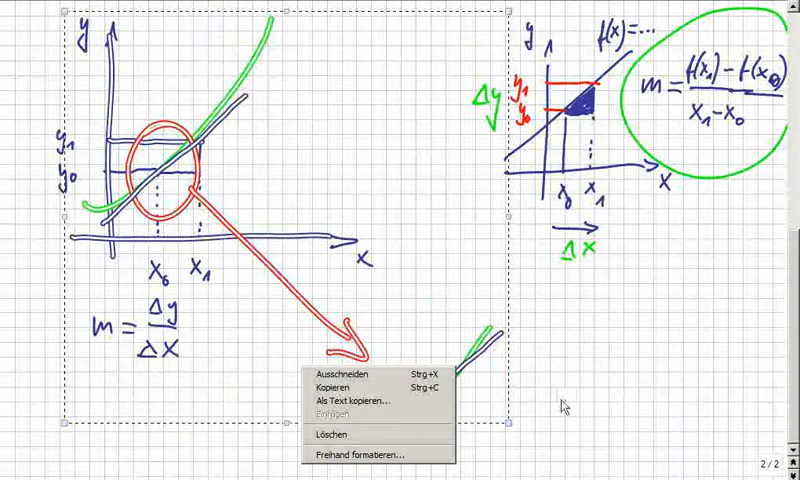 y
y₁
y₀
x₀ x₁ x
m = Δy / Δx
Ausschneiden Strg+X
Kopieren Strg+C
Als Text kopieren...
Einfügen
Löschen
Freihand formatieren...
y f(x)=...
Δy y₁
y₀
x₀ x₁ x
Δx
m = f(x₁) - f(x₀) / x₁ - x₀
2 / 2